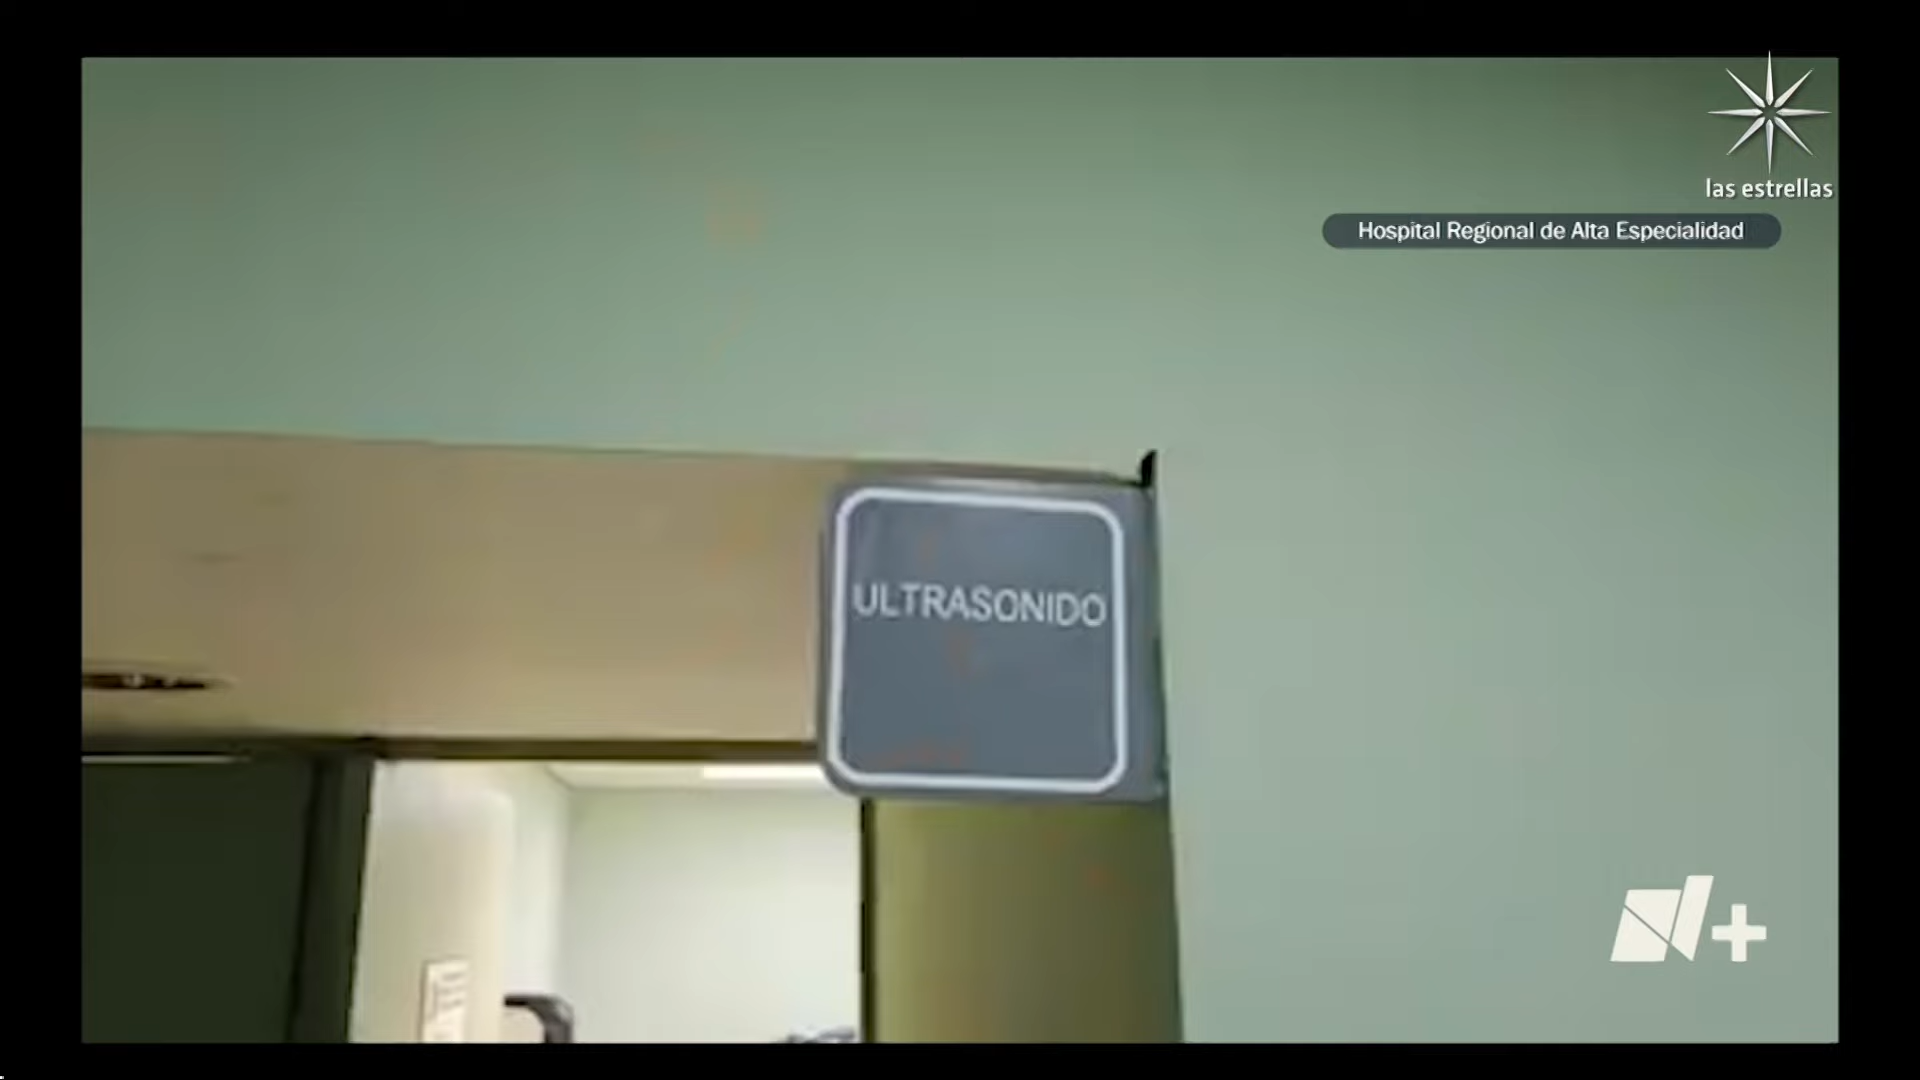 las estrellas
Hospital Regional de Alta Especialidad
ULTRASONIDO
N+